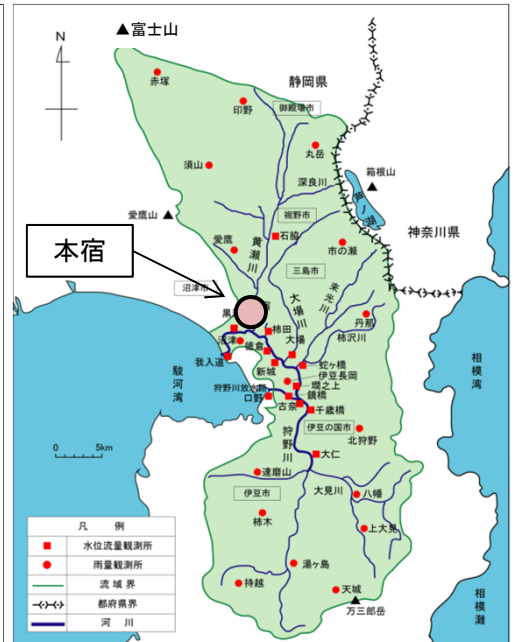 ▲富士山
N
赤塚
静岡県
印野
御殿場市
丸岳
須山
深良川
箱根山
芦ノ湖
愛鷹山
裾野市
石脇
神奈川県
愛鷹
黄瀬川
市の瀬
本宿
三島市
沼津市
大場川
来光川
丹那
柿田
沼津
徳倉
大場
柿沢川
我入道
新城
蛇ヶ橋
伊豆長岡
駿河湾
狩野川放水路
口野
墹之上
鏡橋
古奈
千歳橋
相模湾
狩野川
伊豆の国市
北狩野
0 5km
大仁
達磨山
伊豆市
大見川
八幡
柿木
上大見
凡 例
水位流量観測所
雨量観測所
流域界
都府県界
河川
湯ヶ島
持越
天城
万三郎岳
相模灘